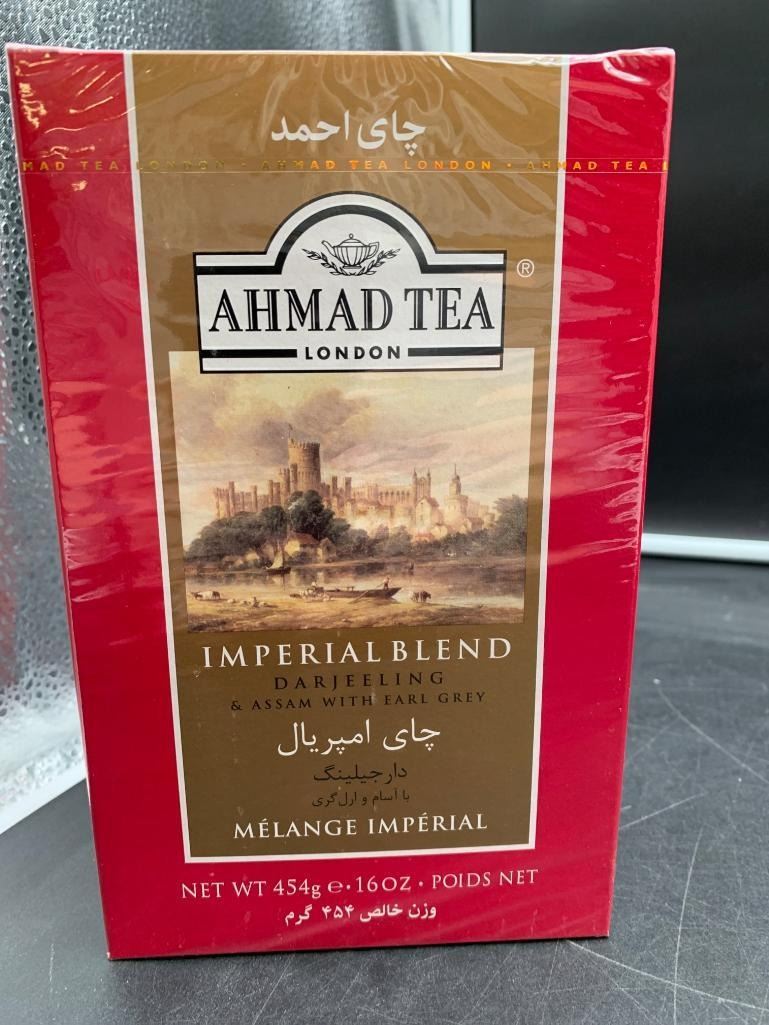 چای احمد
MAD TEA LONDON · AHMAD TEA LONDON · AHMAD TEA L
®
AHMAD TEA
LONDON
IMPERIAL BLEND
DARJEELING
& ASSAM WITH EARL GREY
چای امپریال
دارجیلینگ
با آسام و ارل گری
MÉLANGE IMPÉRIAL
NET WT 454g e · 16OZ · POIDS NET
وزن خالص ۴۵۴ گرم